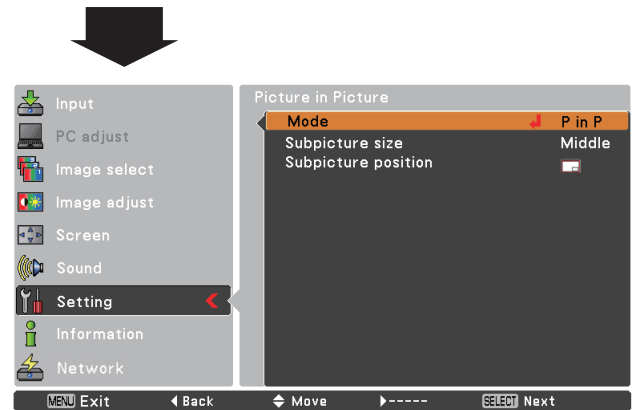 Input
PC adjust
Image select
Image adjust
Screen
Sound
Setting
Information
Network
Picture in Picture
Mode P in P
Subpicture size Middle
Subpicture position
MENU Exit Back Move ----- SELECT Next